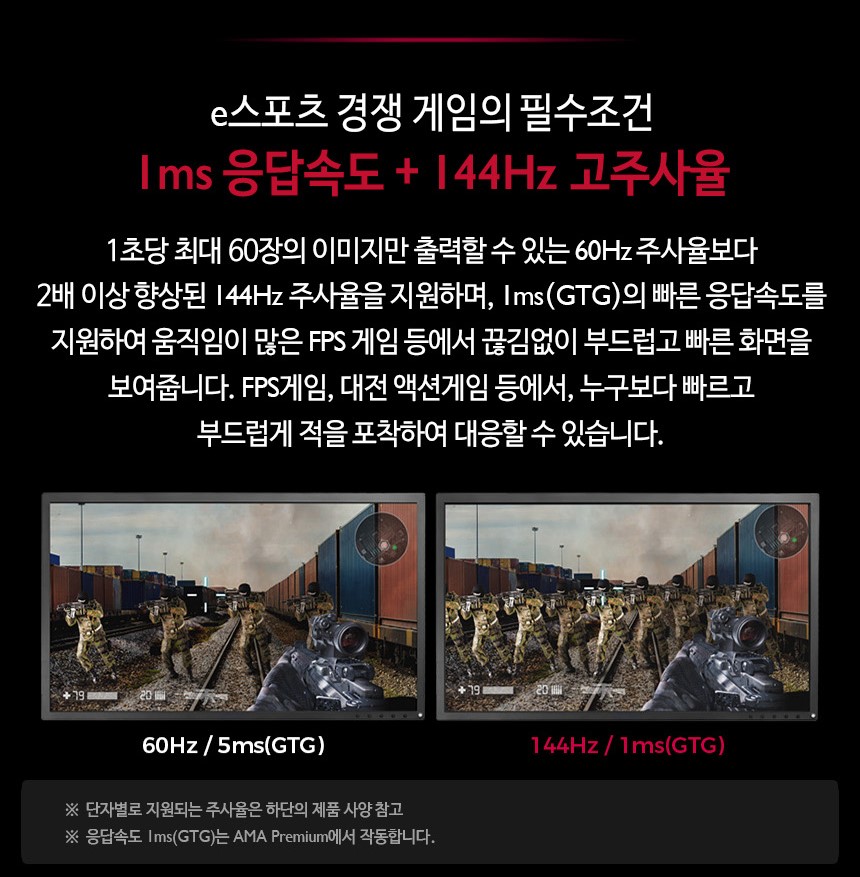 e스포츠 경쟁 게임의 필수조건
1ms 응답속도 + 144Hz 고주사율
1초당 최대 60장의 이미지만 출력할 수 있는 60Hz 주사율보다
2배 이상 향상된 144Hz 주사율을 지원하며, 1ms(GTG)의 빠른 응답속도를
지원하여 움직임이 많은 FPS 게임 등에서 끊김없이 부드럽고 빠른 화면을
보여줍니다. FPS게임, 대전 액션게임 등에서, 누구보다 빠르고
부드럽게 적을 포착하여 대응할 수 있습니다.
+79 20
+79 20
60Hz / 5ms(GTG)
144Hz / 1ms(GTG)
※ 단자별로 지원되는 주사율은 하단의 제품 사양 참고
※ 응답속도 1ms(GTG)는 AMA Premium에서 작동합니다.